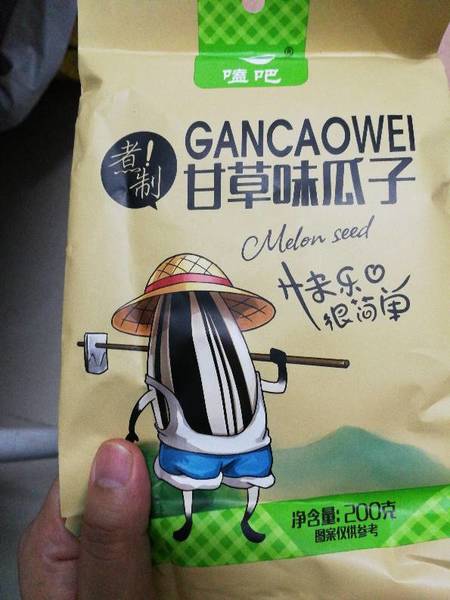 嗑吧®
煮！制
GANCAOWEI
甘草味瓜子
Melon seed
快乐
很简单
净含量:200克
图案仅供参考